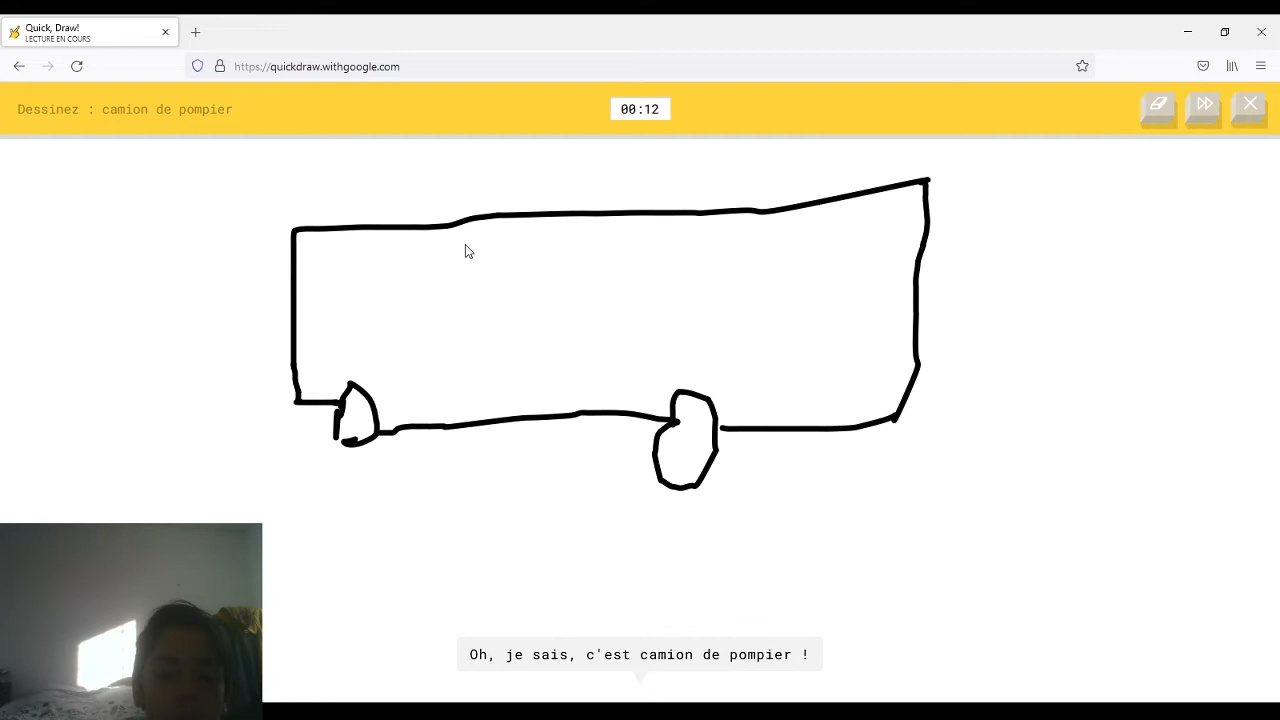 Quick, Draw!
LECTURE EN COURS
https://quickdraw.withgoogle.com
Dessinez : camion de pompier
00:12
Oh, je sais, c'est camion de pompier !